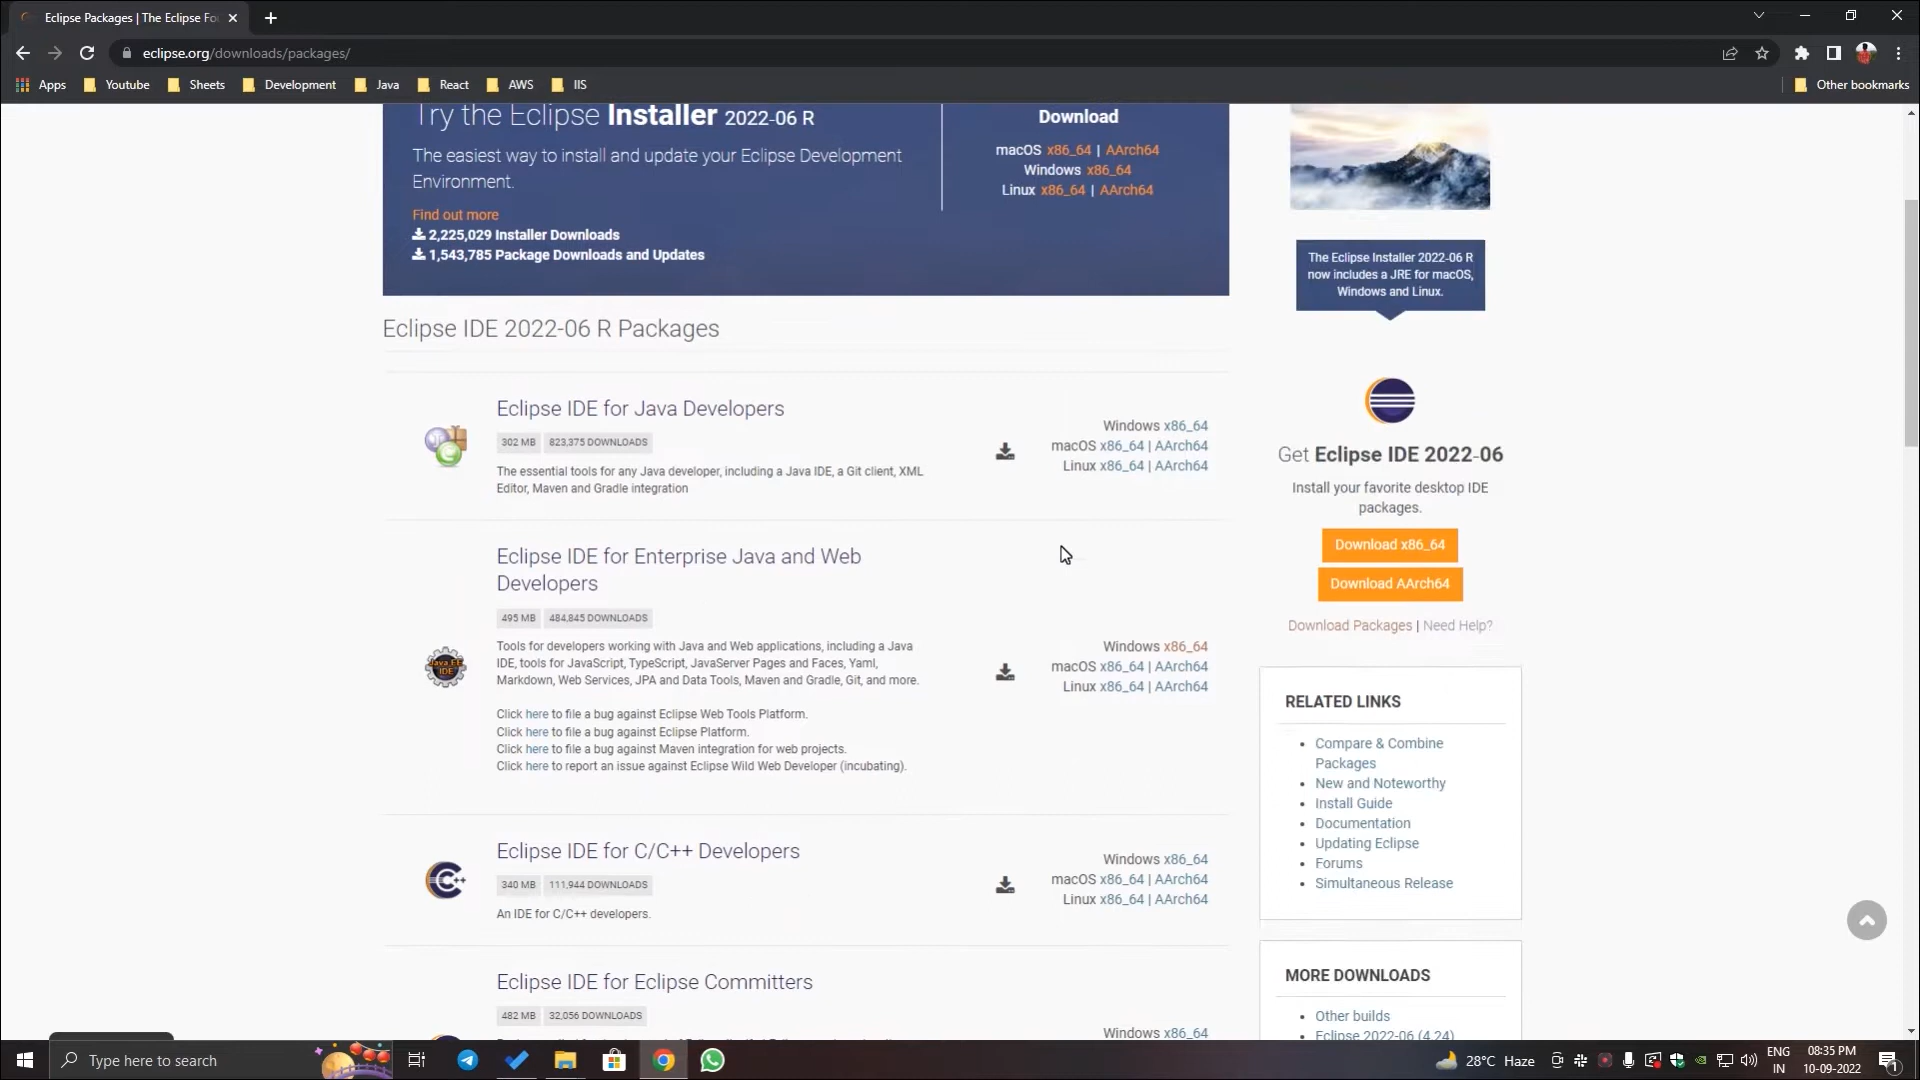 Eclipse Packages | The Eclipse Fo
eclipse.org/downloads/packages/
Apps
Youtube
Sheets
Development
Java
React
AWS
IIS
Other bookmarks
Try the Eclipse Installer 2022-06 R
The easiest way to install and update your Eclipse Development
Environment.
Find out more
2,225,029 Installer Downloads
1,543,785 Package Downloads and Updates
Download
macOS x86_64 | AArch64
Windows x86_64
Linux x86_64 | AArch64
The Eclipse Installer 2022-06 R
now includes a JRE for macOS,
Windows and Linux.
Eclipse IDE 2022-06 R Packages
Eclipse IDE for Java Developers
302 MB 823,375 DOWNLOADS
The essential tools for any Java developer, including a Java IDE, a Git client, XML
Editor, Maven and Gradle integration
Windows x86_64
macOS x86_64 | AArch64
Linux x86_64 | AArch64
Eclipse IDE for Enterprise Java and Web
Developers
495 MB 484,845 DOWNLOADS
Tools for developers working with Java and Web applications, including a Java
IDE, tools for JavaScript, TypeScript, JavaServer Pages and Faces, Yaml,
Markdown, Web Services, JPA and Data Tools, Maven and Gradle, Git, and more.
Click here to file a bug against Eclipse Web Tools Platform.
Click here to file a bug against Eclipse Platform.
Click here to file a bug against Maven integration for web projects.
Click here to report an issue against Eclipse Wild Web Developer (incubating).
Java EE
IDE
Windows x86_64
macOS x86_64 | AArch64
Linux x86_64 | AArch64
Eclipse IDE for C/C++ Developers
340 MB 111,944 DOWNLOADS
An IDE for C/C++ developers.
C++
Windows x86_64
macOS x86_64 | AArch64
Linux x86_64 | AArch64
Eclipse IDE for Eclipse Committers
482 MB 32,056 DOWNLOADS
Windows x86_64
Get Eclipse IDE 2022-06
Install your favorite desktop IDE
packages.
Download x86_64
Download AArch64
Download Packages | Need Help?
RELATED LINKS
Compare & Combine
Packages
New and Noteworthy
Install Guide
Documentation
Updating Eclipse
Forums
Simultaneous Release
MORE DOWNLOADS
Other builds
Eclipse 2022-06 (4.24)
Type here to search
28°C Haze
ENG
IN
08:35 PM
10-09-2022
1